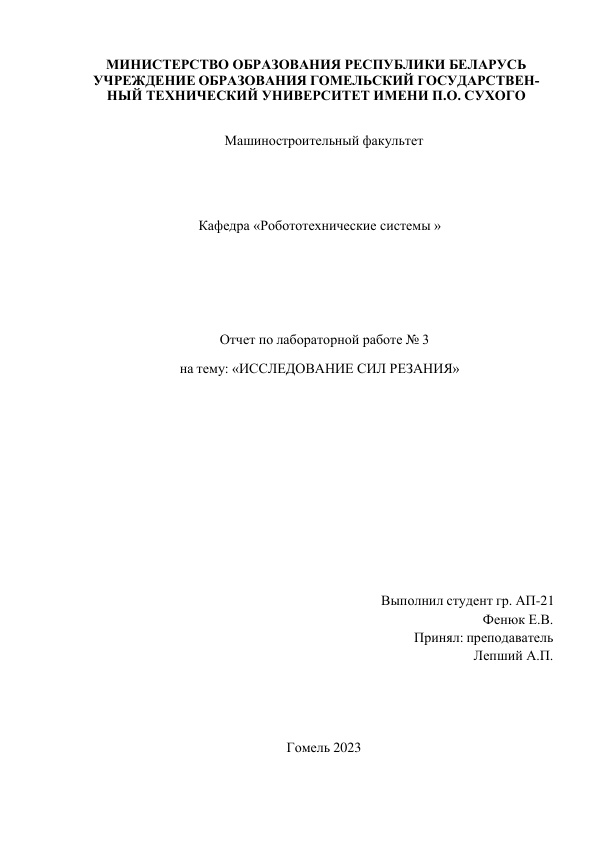 МИНИСТЕРСТВО ОБРАЗОВАНИЯ РЕСПУБЛИКИ БЕЛАРУСЬ
УЧРЕЖДЕНИЕ ОБРАЗОВАНИЯ ГОМЕЛЬСКИЙ ГОСУДАРСТВЕН-
НЫЙ ТЕХНИЧЕСКИЙ УНИВЕРСИТЕТ ИМЕНИ П.О. СУХОГО
Машиностроительный факультет
Кафедра «Робототехнические системы »
Отчет по лабораторной работе № 3
на тему: «ИССЛЕДОВАНИЕ СИЛ РЕЗАНИЯ»
Выполнил студент гр. АП-21
Фенюк Е.В.
Принял: преподаватель
Лепший А.П.
Гомель 2023